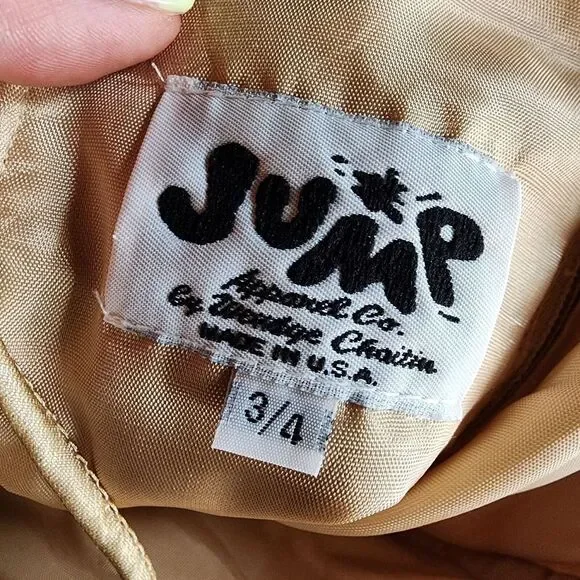 JUMP
Apparel Co.
by Wendye Chaitin
MADE IN U.S.A.
3/4